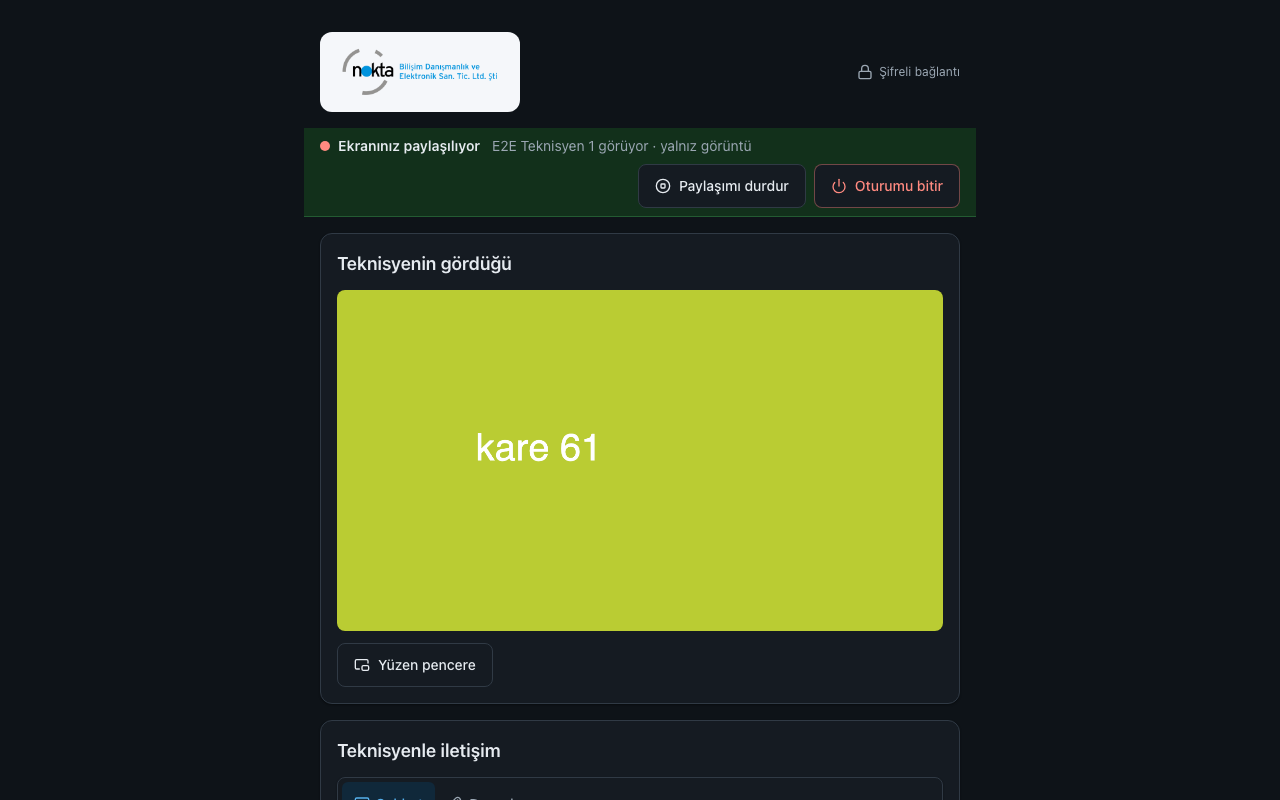 nokta Bilişim Danışmanlık ve
Elektronik San. Tic. Ltd. Şti
Şifreli bağlantı
Ekranınız paylaşılıyor E2E Teknisyen 1 görüyor · yalnız görüntü
Paylaşımı durdur Oturumu bitir
Teknisyenin gördüğü
kare 61
Yüzen pencere
Teknisyenle iletişim